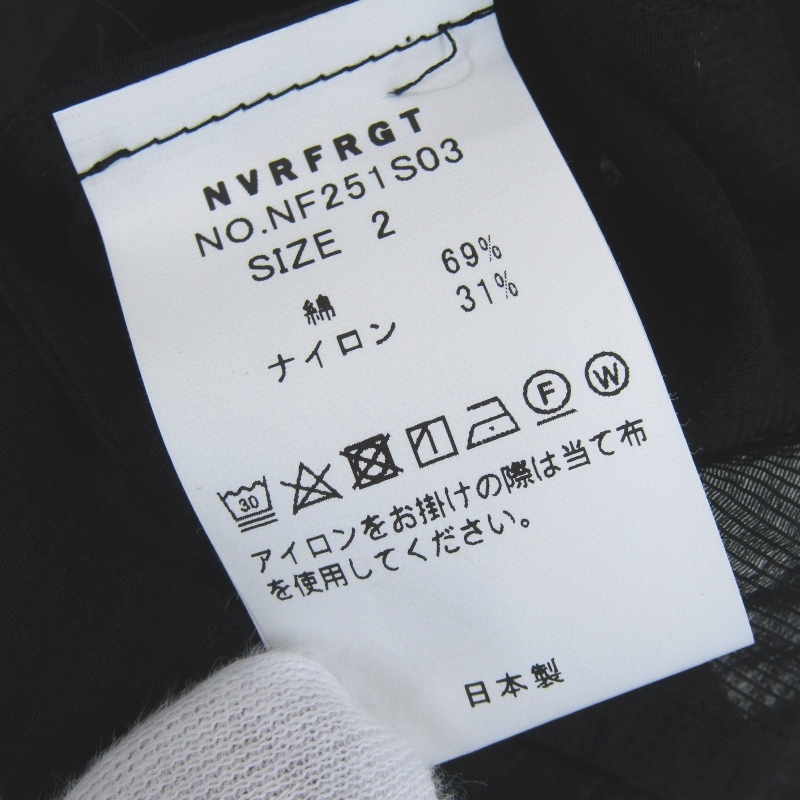 NVRFRGT
NO.NF251S03
SIZE 2
綿 69%
ナイロン 31%
30 F W
アイロンをお掛けの際は当て布
を使用してください。
日本製